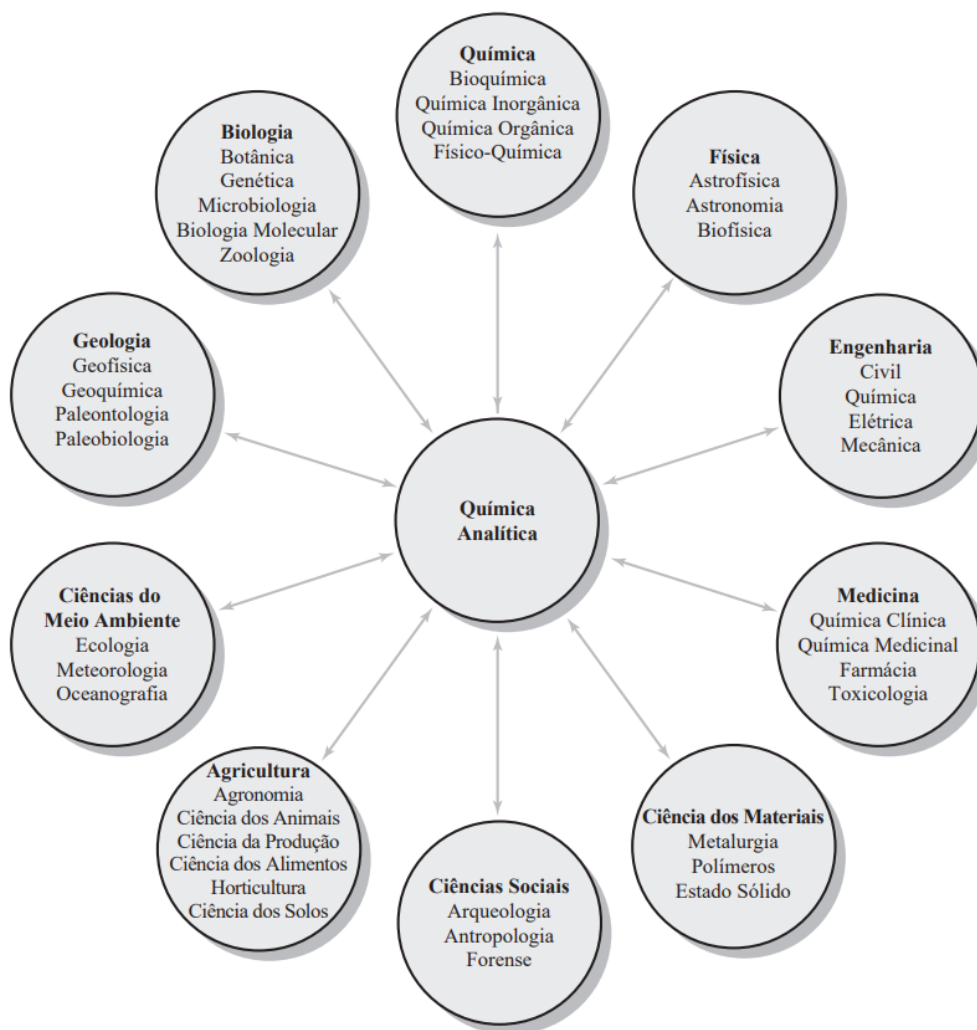 Química
Bioquímica
Química Inorgânica
Química Orgânica
Físico-Química
Física
Astrofísica
Astronomia
Biofísica
Engenharia
Civil
Química
Elétrica
Mecânica
Medicina
Química Clínica
Química Medicinal
Farmácia
Toxicologia
Ciência dos Materiais
Metalurgia
Polímeros
Estado Sólido
Ciências Sociais
Arqueologia
Antropologia
Forense
Agricultura
Agronomia
Ciência dos Animais
Ciência da Produção
Ciência dos Alimentos
Horticultura
Ciência dos Solos
Ciências do
Meio Ambiente
Ecologia
Meteorologia
Oceanografia
Geologia
Geofísica
Geoquímica
Paleontologia
Paleobiologia
Biologia
Botânica
Genética
Microbiologia
Biologia Molecular
Zoologia
Química
Analítica